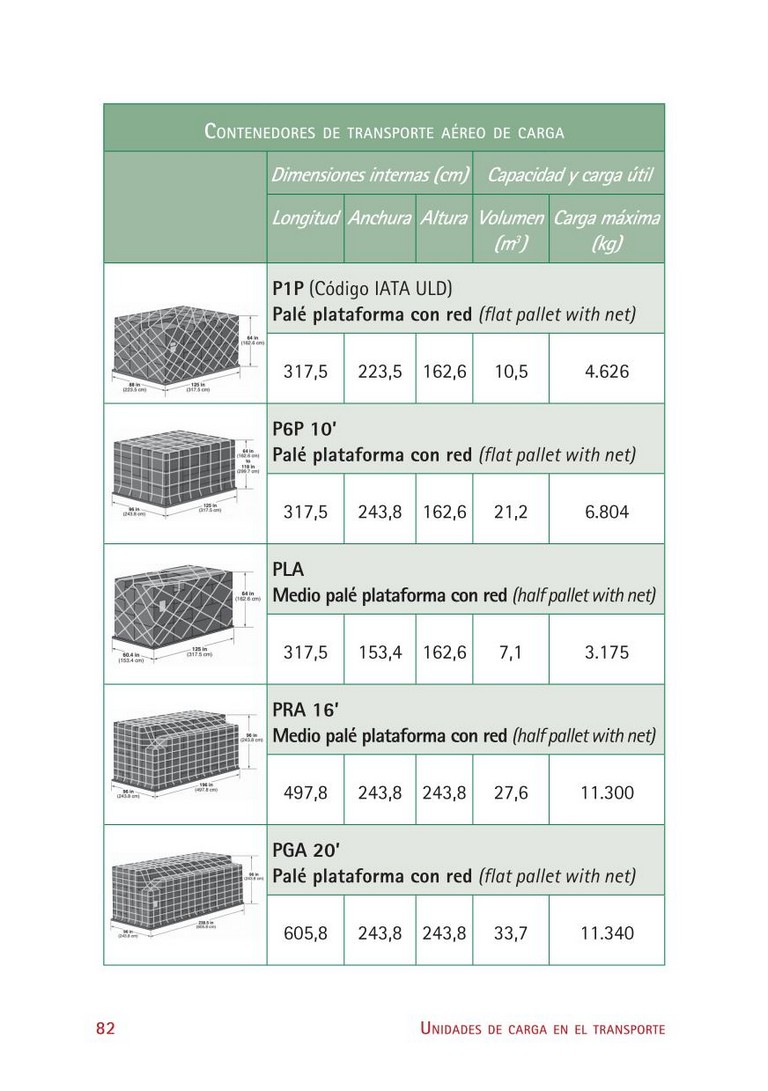 CONTENEDORES DE TRANSPORTE AÉREO DE CARGA
Dimensiones internas (cm) Capacidad y carga útil
Longitud Anchura Altura Volumen (m³) Carga máxima (kg)
P1P (Código IATA ULD)
Palé plataforma con red (flat pallet with net)
64 in
(162.6 cm)
88 in
(223.5 cm)
125 in
(317.5 cm)
317,5 223,5 162,6 10,5 4.626
P6P 10'
Palé plataforma con red (flat pallet with net)
64 in
(162.6 cm)
to
118 in
96 in
(243.8 cm)
125 in
(317.5 cm)
317,5 243,8 162,6 21,2 6.804
PLA
Medio palé plataforma con red (half pallet with net)
64 in
(162.6 cm)
60.4 in
(153.4 cm)
125 in
(317.5 cm)
317,5 153,4 162,6 7,1 3.175
PRA 16'
Medio palé plataforma con red (half pallet with net)
96 in
(243.8 cm)
96 in
(243.8 cm)
196 in
(497.8 cm)
497,8 243,8 243,8 27,6 11.300
PGA 20'
Palé plataforma con red (flat pallet with net)
96 in
(243.8 cm)
96 in
(243.8 cm)
238.5 in
(605.8 cm)
605,8 243,8 243,8 33,7 11.340
82 UNIDADES DE CARGA EN EL TRANSPORTE